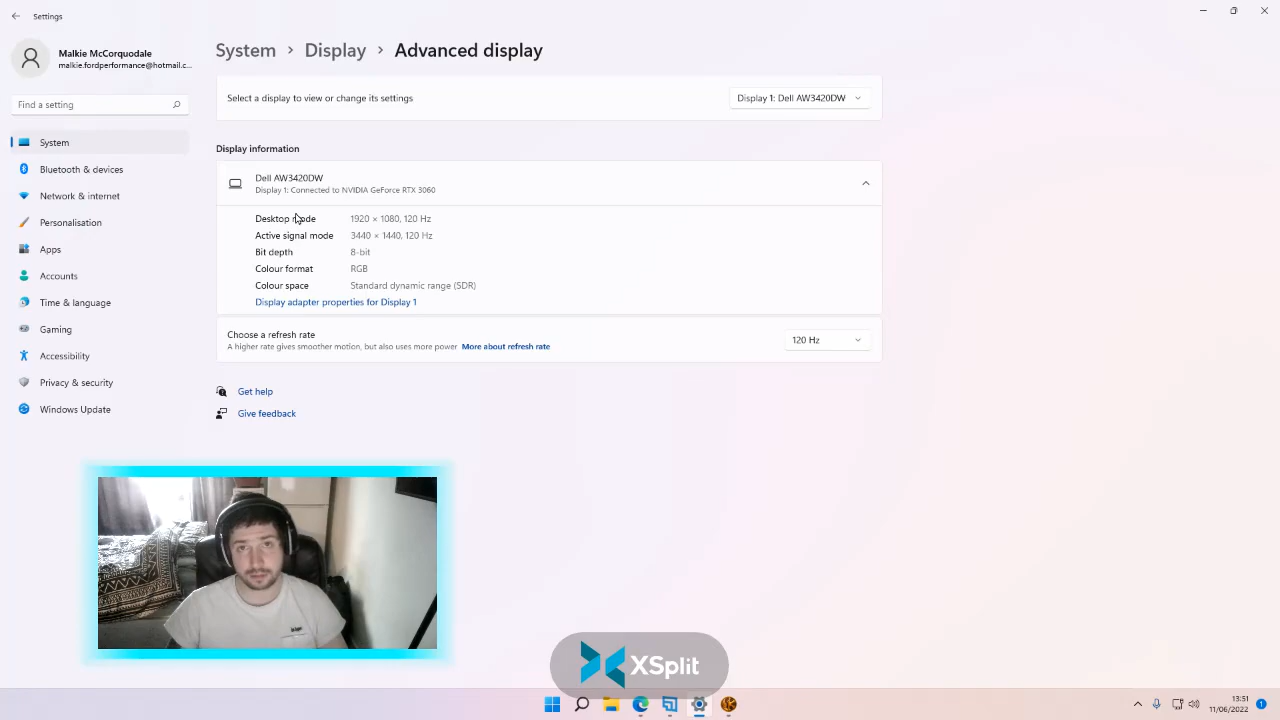 Settings
Malkie McCorquodale
malkie.fordperformance@hotmail.c...
Find a setting
System
Bluetooth & devices
Network & internet
Personalisation
Apps
Accounts
Time & language
Gaming
Accessibility
Privacy & security
Windows Update
System > Display > Advanced display
Select a display to view or change its settings
Display 1: Dell AW3420DW
Display information
Dell AW3420DW
Display 1: Connected to NVIDIA GeForce RTX 3060
Desktop mode 1920 × 1080, 120 Hz
Active signal mode 3440 × 1440, 120 Hz
Bit depth 8-bit
Colour format RGB
Colour space Standard dynamic range (SDR)
Display adapter properties for Display 1
Choose a refresh rate
A higher rate gives smoother motion, but also uses more power More about refresh rate
120 Hz
Get help
Give feedback
XSplit
13:51
11/06/2022
1